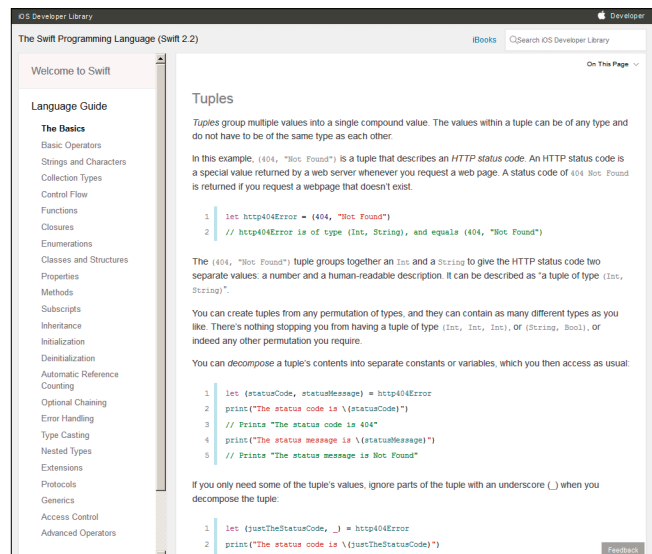 iOS Developer Library
Developer
The Swift Programming Language (Swift 2.2)
iBooks
Search iOS Developer Library
On This Page
Welcome to Swift
Language Guide
The Basics
Basic Operators
Strings and Characters
Collection Types
Control Flow
Functions
Closures
Enumerations
Classes and Structures
Properties
Methods
Subscripts
Inheritance
Initialization
Deinitialization
Automatic Reference
Counting
Optional Chaining
Error Handling
Type Casting
Nested Types
Extensions
Protocols
Generics
Access Control
Advanced Operators
Tuples
Tuples group multiple values into a single compound value. The values within a tuple can be of any type and
do not have to be of the same type as each other.
In this example, (404, "Not Found") is a tuple that describes an HTTP status code. An HTTP status code is
a special value returned by a web server whenever you request a web page. A status code of 404 Not Found
is returned if you request a webpage that doesn't exist.
1 let http404Error = (404, "Not Found")
2 // http404Error is of type (Int, String), and equals (404, "Not Found")
The (404, "Not Found") tuple groups together an Int and a String to give the HTTP status code two
separate values: a number and a human-readable description. It can be described as "a tuple of type (Int,
String)".
You can create tuples from any permutation of types, and they can contain as many different types as you
like. There's nothing stopping you from having a tuple of type (Int, Int, Int), or (String, Bool), or
indeed any other permutation you require.
You can decompose a tuple's contents into separate constants or variables, which you then access as usual:
1 let (statusCode, statusMessage) = http404Error
2 print("The status code is \(statusCode)")
3 // Prints "The status code is 404"
4 print("The status message is \(statusMessage)")
5 // Prints "The status message is Not Found"
If you only need some of the tuple's values, ignore parts of the tuple with an underscore (_) when you
decompose the tuple:
1 let (justTheStatusCode, _) = http404Error
2 print("The status code is \(justTheStatusCode)")
Feedback